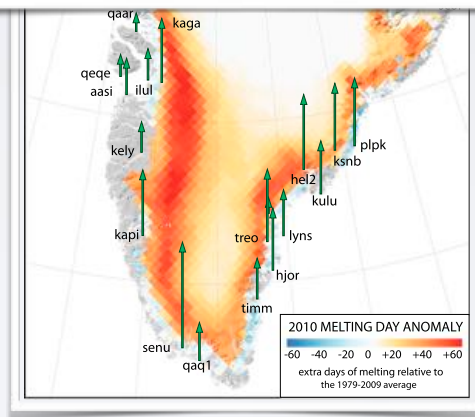 qaar
kaga
qeqe
aasi
ilul
kely
plpk
ksnb
hel2
kulu
kapi
treo
lyns
hjor
timm
senu
qaq1
2010 MELTING DAY ANOMALY
-60 -40 -20 0 +20 +40 +60
extra days of melting relative to
the 1979-2009 average